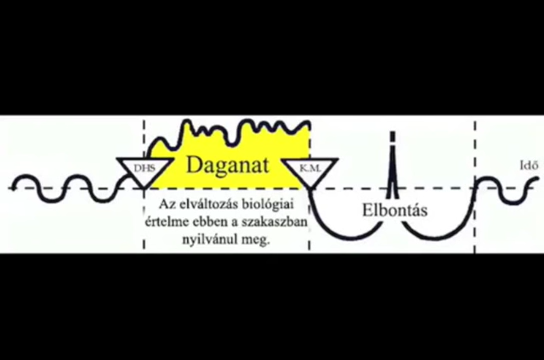 DHS
Daganat
K.M.
Idő
Az elváltozás biológiai
értelme ebben a szakaszban
nyilvánul meg.
Elbontás